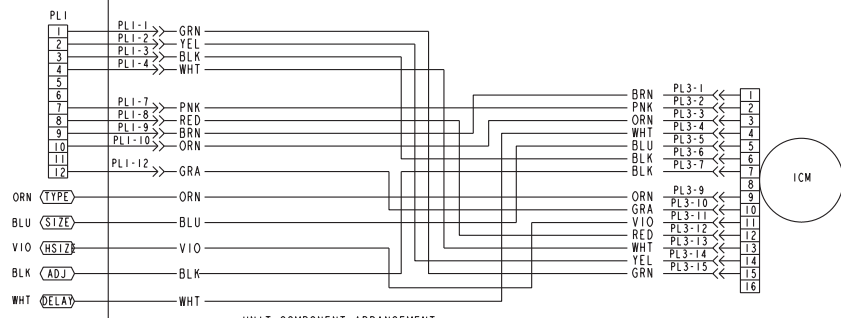 PL1
1 PL1-1 GRN
2 PL1-2 YEL
3 PL1-3 BLK
4 PL1-4 WHT
5
6
7 PL1-7 PNK
8 PL1-8 RED
9 PL1-9 BRN
10 PL1-10 ORN
11
12 PL1-12 GRA
ORN TYPE ORN
BLU SIZE BLU
VIO HSIZE VIO
BLK ADJ BLK
WHT DELAY WHT
BRN PL3-1 1
PNK PL3-2 2
ORN PL3-3 3
WHT PL3-4 4
BLU PL3-5 5
BLK PL3-6 6
BLK PL3-7 7
8
ORN PL3-9 9
GRA PL3-10 10
VIO PL3-11 11
RED PL3-12 12
WHT PL3-13 13
YEL PL3-14 14
GRN PL3-15 15
16
ICM
UNIT COMPONENT ARRANGEMENT